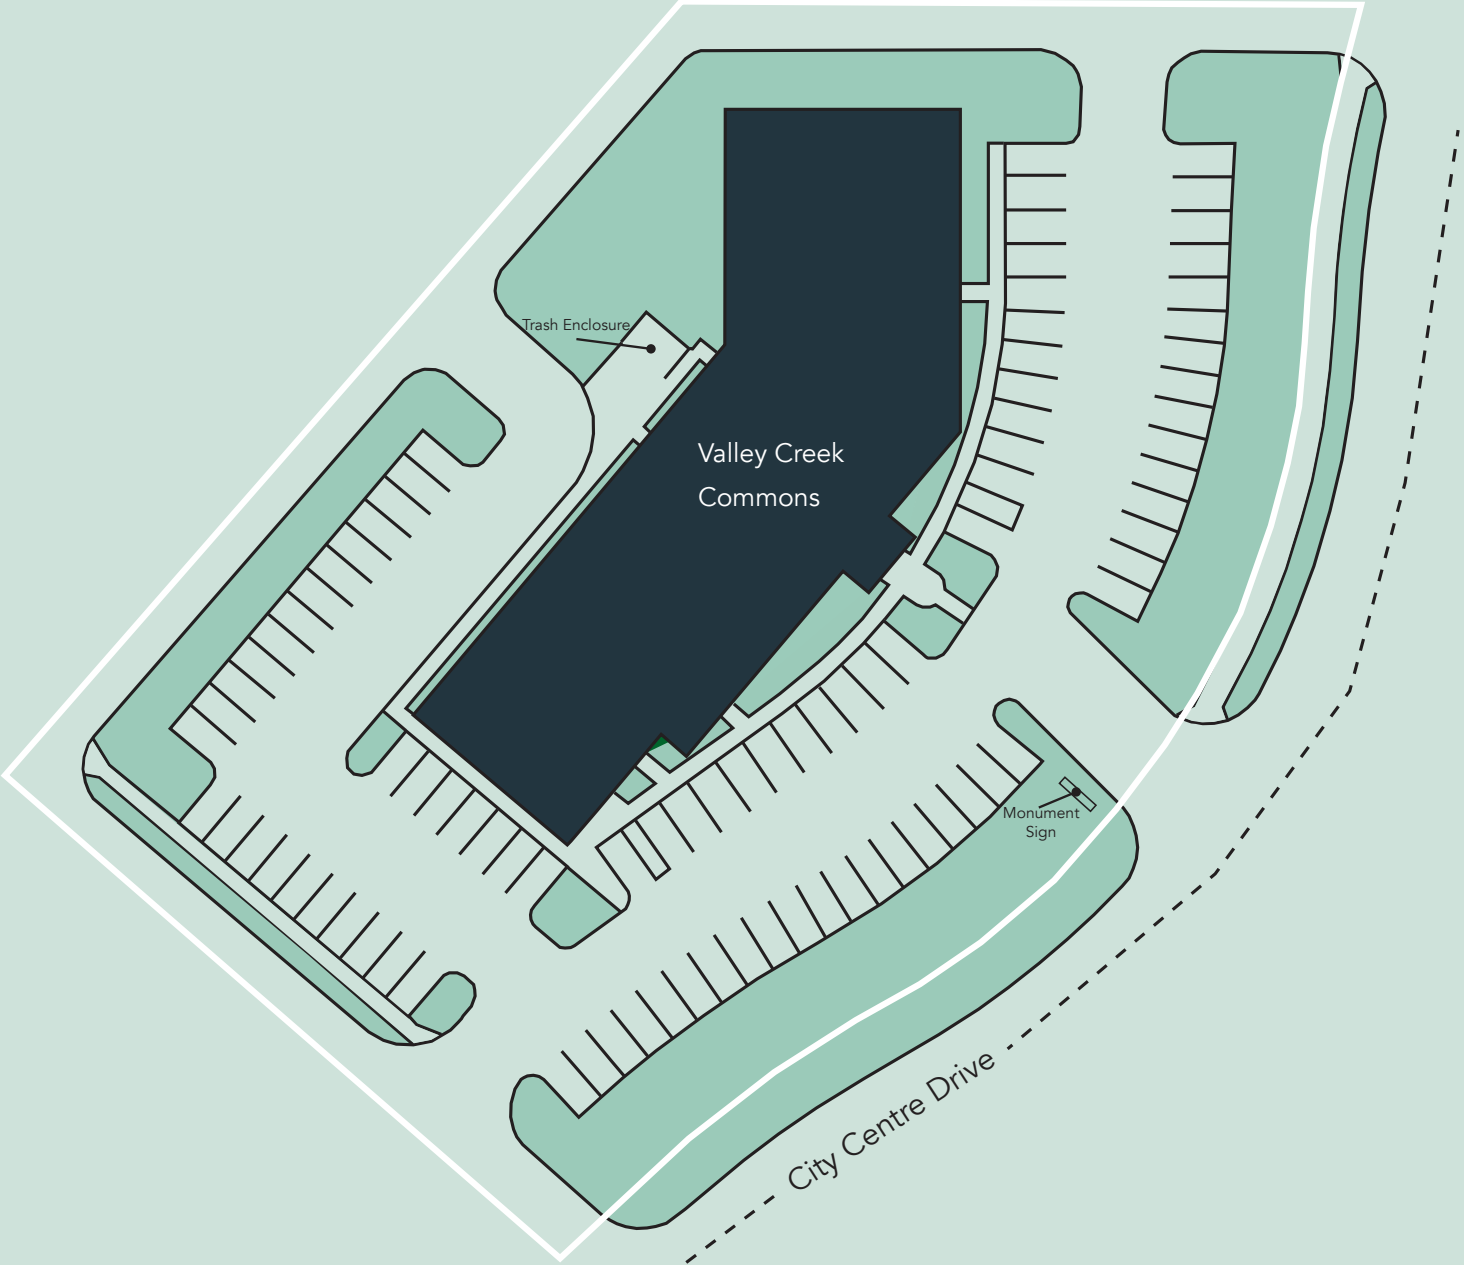 Trash Enclosure
Valley Creek
Commons
Monument
Sign
City Centre Drive